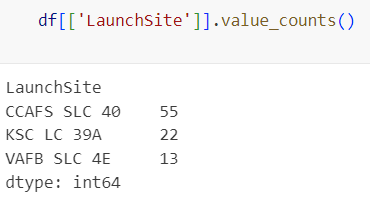 df[['LaunchSite']].value_counts()
LaunchSite
CCAFS SLC 40    55
KSC LC 39A      22
VAFB SLC 4E     13
dtype: int64